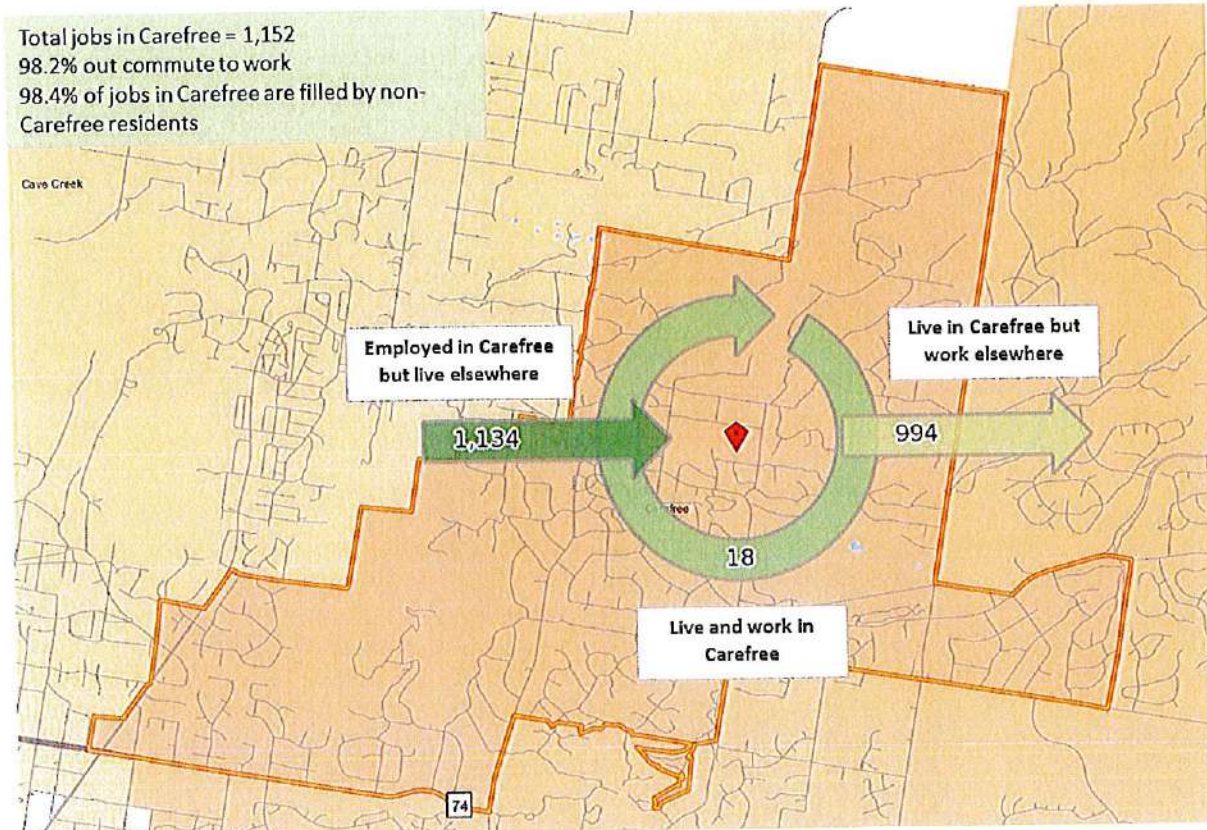 Total jobs in Carefree = 1,152
98.2% out commute to work
98.4% of jobs in Carefree are filled by non-
Carefree residents
Cave Creek
Employed in Carefree
but live elsewhere
Live in Carefree but
work elsewhere
1,134
994
Carefree
18
Live and work in
Carefree
74